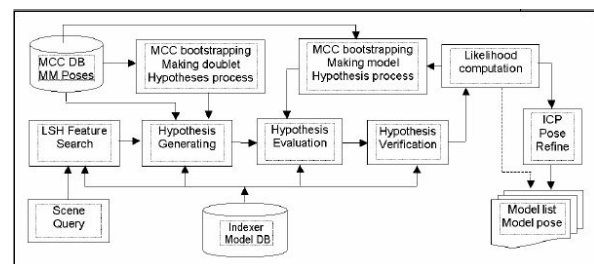 MCC DB
MM Poses
MCC bootstrapping
Making doublet
Hypotheses process
MCC bootstrapping
Making model
Hypothesis process
Likelihood
computation
LSH Feature
Search
Hypothesis
Generating
Hypothesis
Evaluation
Hypothesis
Verification
ICP
Pose
Refine
Scene
Query
Indexer
Model DB
Model list
Model pose